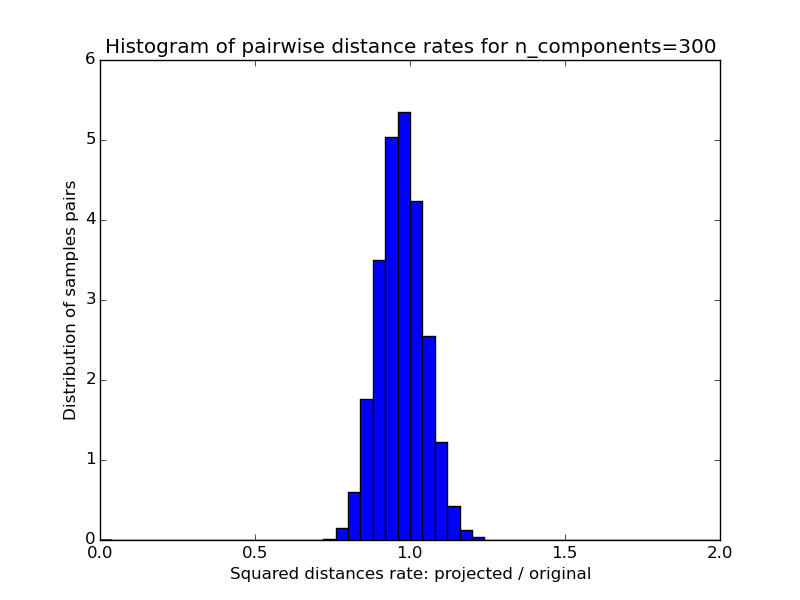 Histogram of pairwise distance rates for n_components=300
6
5
4
3
2
1
0
Distribution of samples pairs
0.0 0.5 1.0 1.5 2.0
Squared distances rate: projected / original